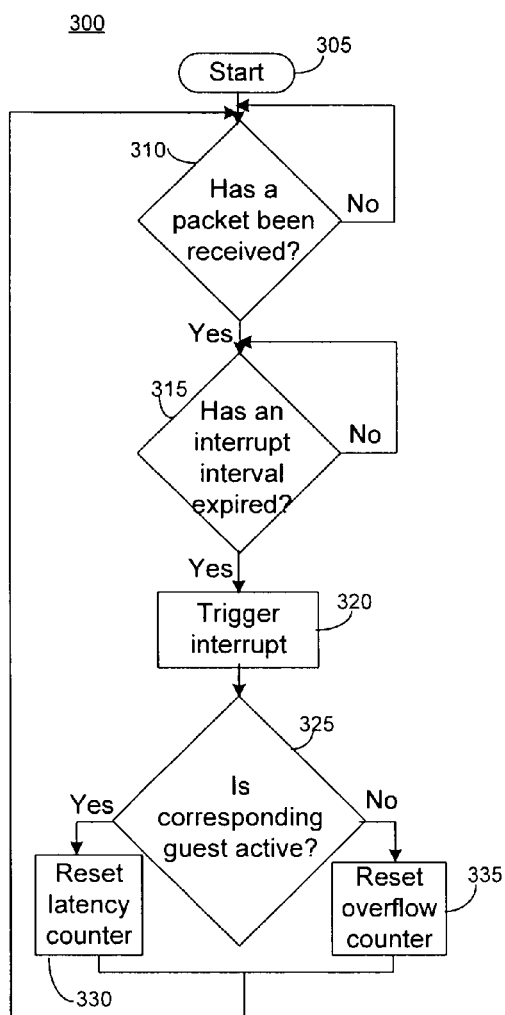 300
Start
305
310
Has a
packet been
received?
No
Yes
315
Has an
interrupt
interval
expired?
No
Yes
Trigger
interrupt
320
325
Is
corresponding
guest active?
Yes
No
Reset
latency
counter
330
Reset
overflow
counter
335